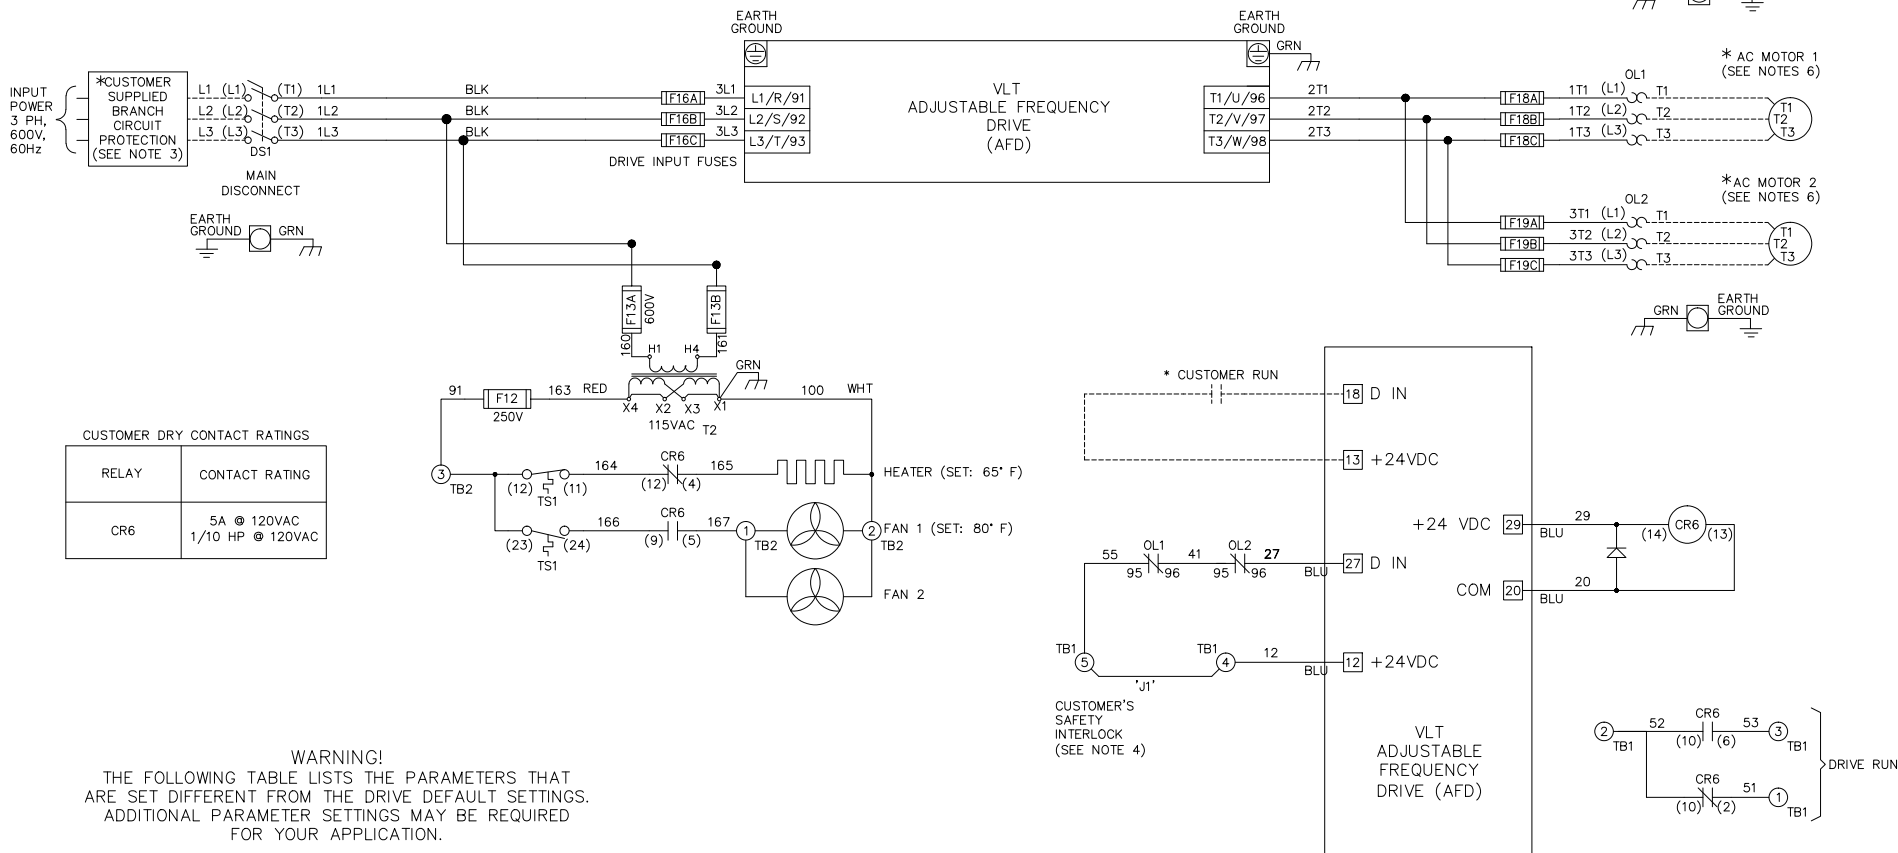 EARTH
GROUND
EARTH
GROUND
GRN
INPUT
POWER
3 PH,
600V,
60Hz
*CUSTOMER
SUPPLIED
BRANCH
CIRCUIT
PROTECTION
(SEE NOTE 3)
L1 (L1) (T1) 1L1
L2 (L2) (T2) 1L2
L3 (L3) (T3) 1L3
DS1
MAIN
DISCONNECT
BLK
BLK
BLK
F16A 3L1
F16B 3L2
F16C 3L3
DRIVE INPUT FUSES
L1/R/91
L2/S/92
L3/T/93
VLT
ADJUSTABLE FREQUENCY
DRIVE
(AFD)
T1/U/96
T2/V/97
T3/W/98
2T1
2T2
2T3
F18A 1T1 (L1) T1
F18B 1T2 (L2) T2
F18C 1T3 (L3) T3
OL1
* AC MOTOR 1
(SEE NOTES 6)
T1
T2
T3
*AC MOTOR 2
(SEE NOTES 6)
OL2
F19A 3T1 (L1) T1
F19B 3T2 (L2) T2
F19C 3T3 (L3) T3
T1
T2
T3
EARTH
GROUND
GRN
GRN
EARTH
GROUND
F13A
600V
F13B
160
161
H1 H4
GRN
91 F12 163 RED
250V
X4 X2 X3 X1
115VAC T2
100 WHT
3
TB2
(12) (11)
TS1
164
CR6
(12) (4)
165
HEATER (SET: 65° F)
(23) (24)
TS1
166
CR6
(9) (5)
167
1
TB2
2
TB2
FAN 1 (SET: 80° F)
FAN 2
CUSTOMER DRY CONTACT RATINGS
RELAY CONTACT RATING
CR6
5A @ 120VAC
1/10 HP @ 120VAC
* CUSTOMER RUN
18 D IN
13 +24VDC
55
OL1
95 96
41
OL2
95 96
27
BLU
27 D IN
TB1
5
'J1'
TB1
4
12
BLU
12 +24VDC
CUSTOMER'S
SAFETY
INTERLOCK
(SEE NOTE 4)
+24 VDC 29
29
BLU
(14) CR6 (13)
COM 20
20
BLU
VLT
ADJUSTABLE
FREQUENCY
DRIVE (AFD)
2
TB1
52
CR6
(10) (6)
53
3
TB1
DRIVE RUN
CR6
(10) (2)
51
1
TB1
WARNING!
THE FOLLOWING TABLE LISTS THE PARAMETERS THAT
ARE SET DIFFERENT FROM THE DRIVE DEFAULT SETTINGS.
ADDITIONAL PARAMETER SETTINGS MAY BE REQUIRED
FOR YOUR APPLICATION.